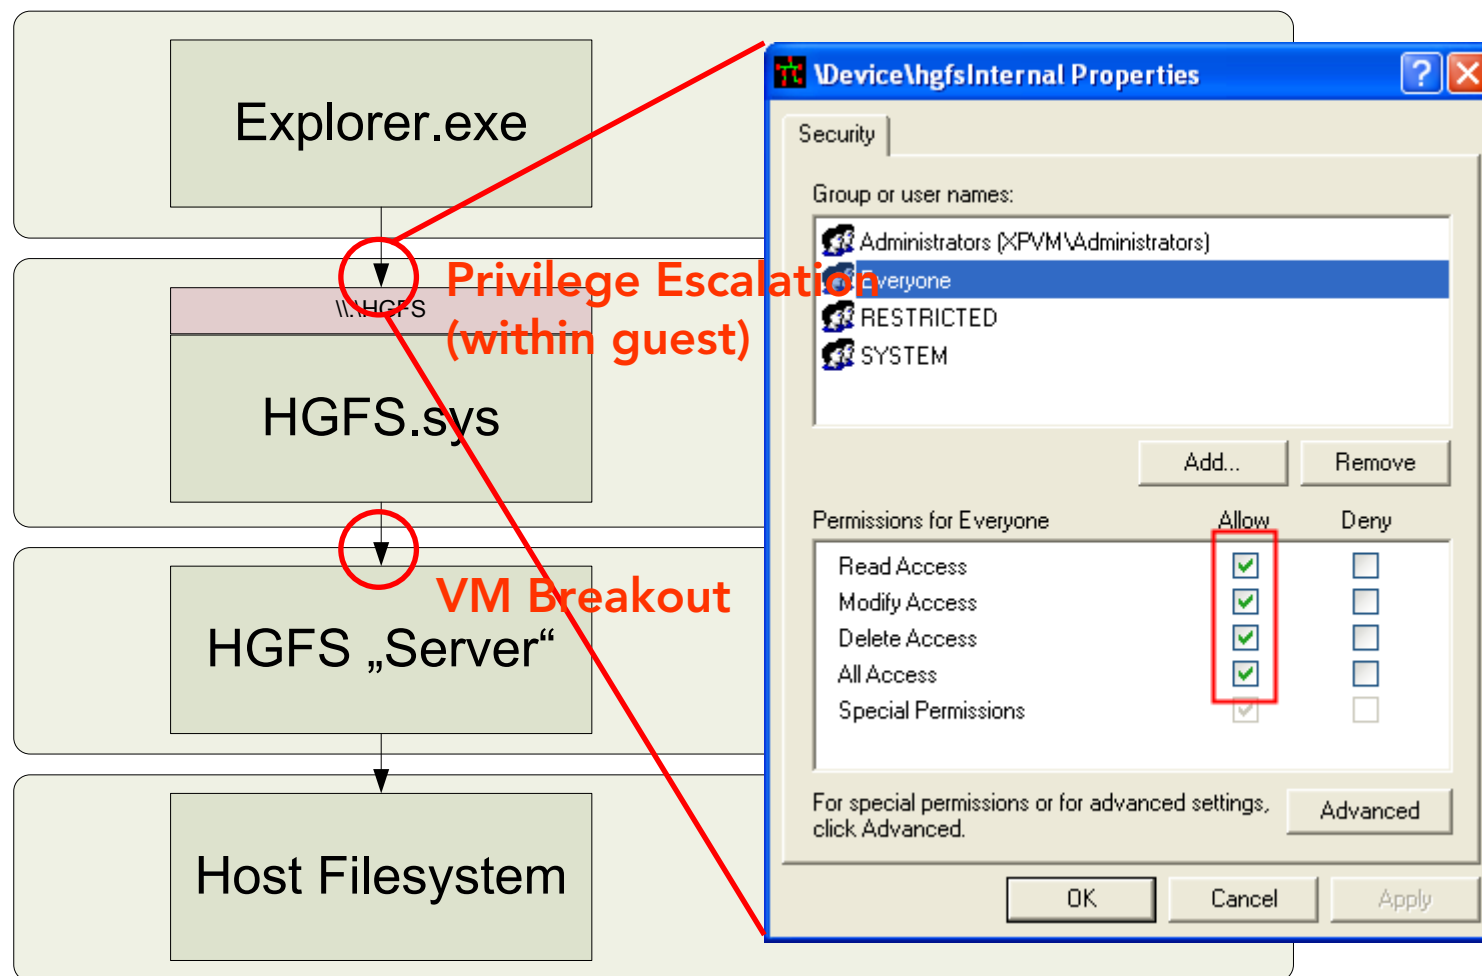 Explorer.exe
\\.\HGFS
HGFS.sys
HGFS „Server“
Host Filesystem
Privilege Escalation
(within guest)
VM Breakout
\Device\hgfsInternal Properties
Security
Group or user names:
Administrators (XPVM\Administrators)
Everyone
RESTRICTED
SYSTEM
Add... Remove
Permissions for Everyone Allow Deny
Read Access
Modify Access
Delete Access
All Access
Special Permissions
For special permissions or for advanced settings,
click Advanced.
Advanced
OK Cancel Apply